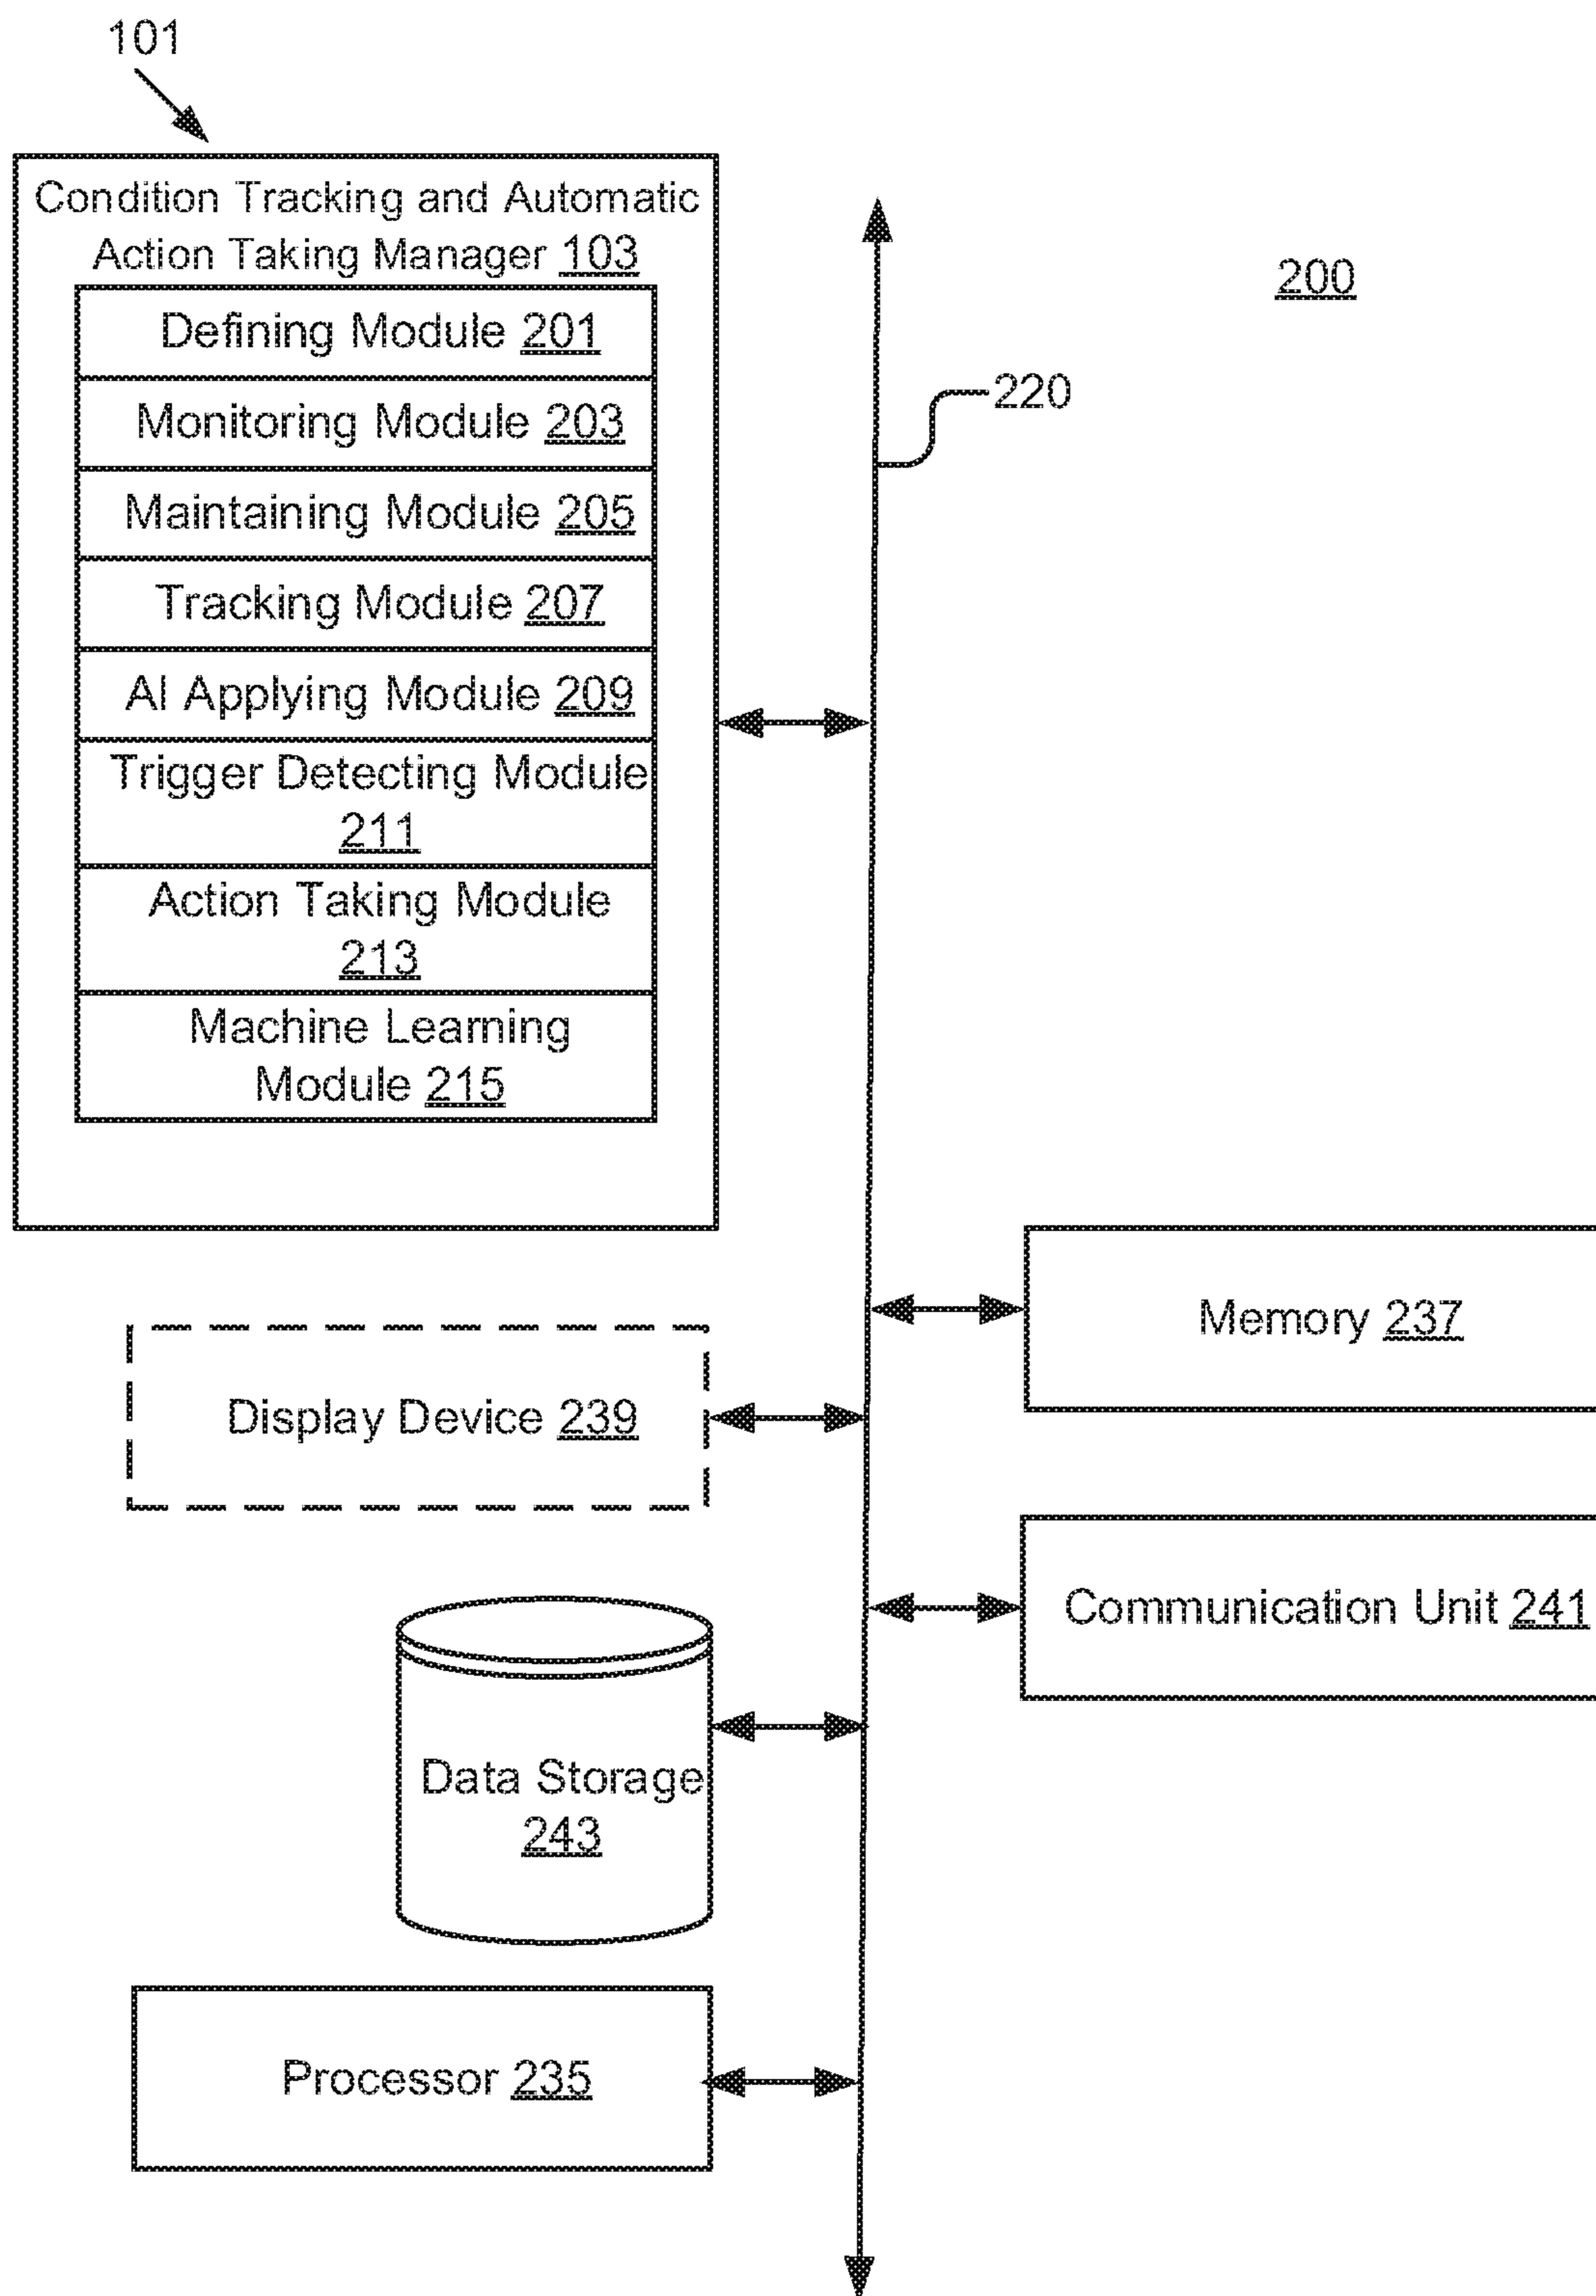 101
Condition Tracking and Automatic
Action Taking Manager 103
200
Defining Module 201
220
Monitoring Module 203
Maintaining Module 205
Tracking Module 207
AI Applying Module 209
Trigger Detecting Module
211
Action Taking Module
213
Machine Learning
Module 215
Memory 237
Display Device 239
Communication Unit 241
Data Storage
243
Processor 235